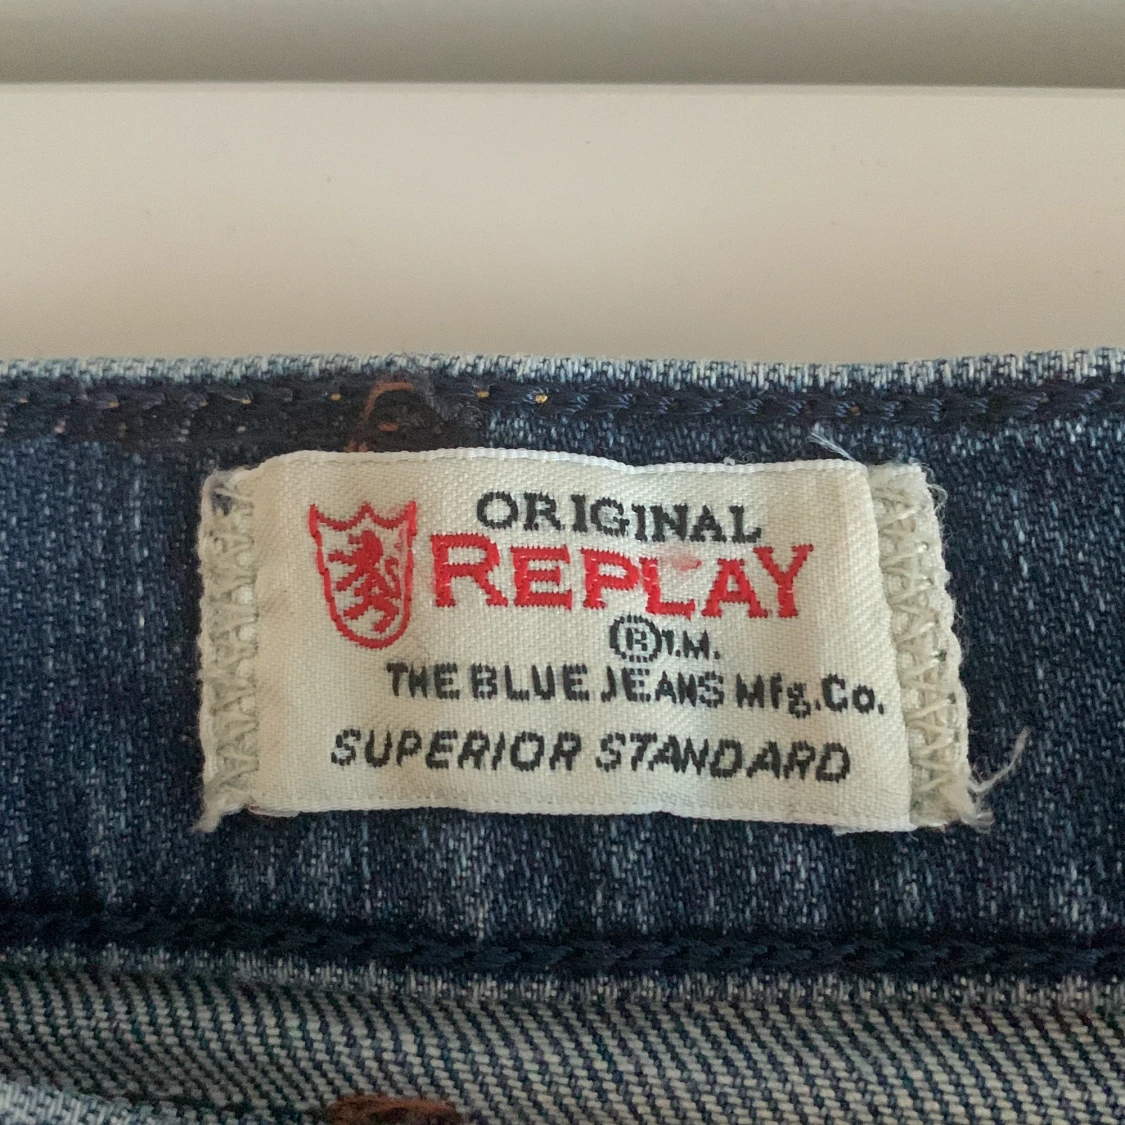 ORIGINAL
REPLAY
® T.M.
THE BLUE JEANS Mfg.Co.
SUPERIOR STANDARD